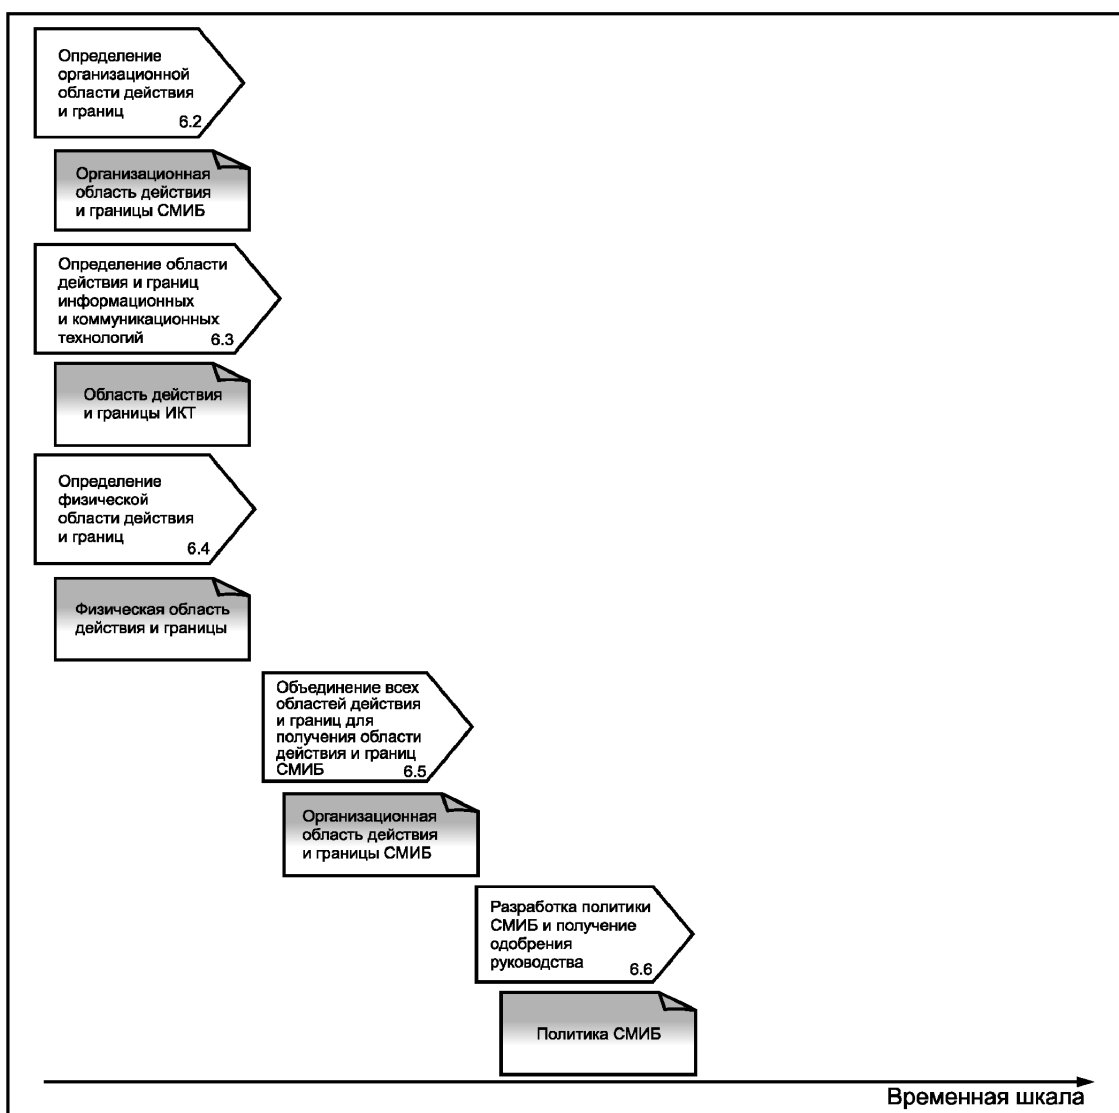 Определение
организационной
области действия
и границ
6.2
Организационная
область действия
и границы СМИБ
Определение области
действия и границ
информационных
и коммуникационных
технологий 6.3
Область действия
и границы ИКТ
Определение
физической
области действия
и границ
6.4
Физическая область
действия и границы
Объединение всех
областей действия
и границ для
получения области
действия и границ
СМИБ 6.5
Организационная
область действия
и границы СМИБ
Разработка политики
СМИБ и получение
одобрения
руководства 6.6
Политика СМИБ
Временная шкала